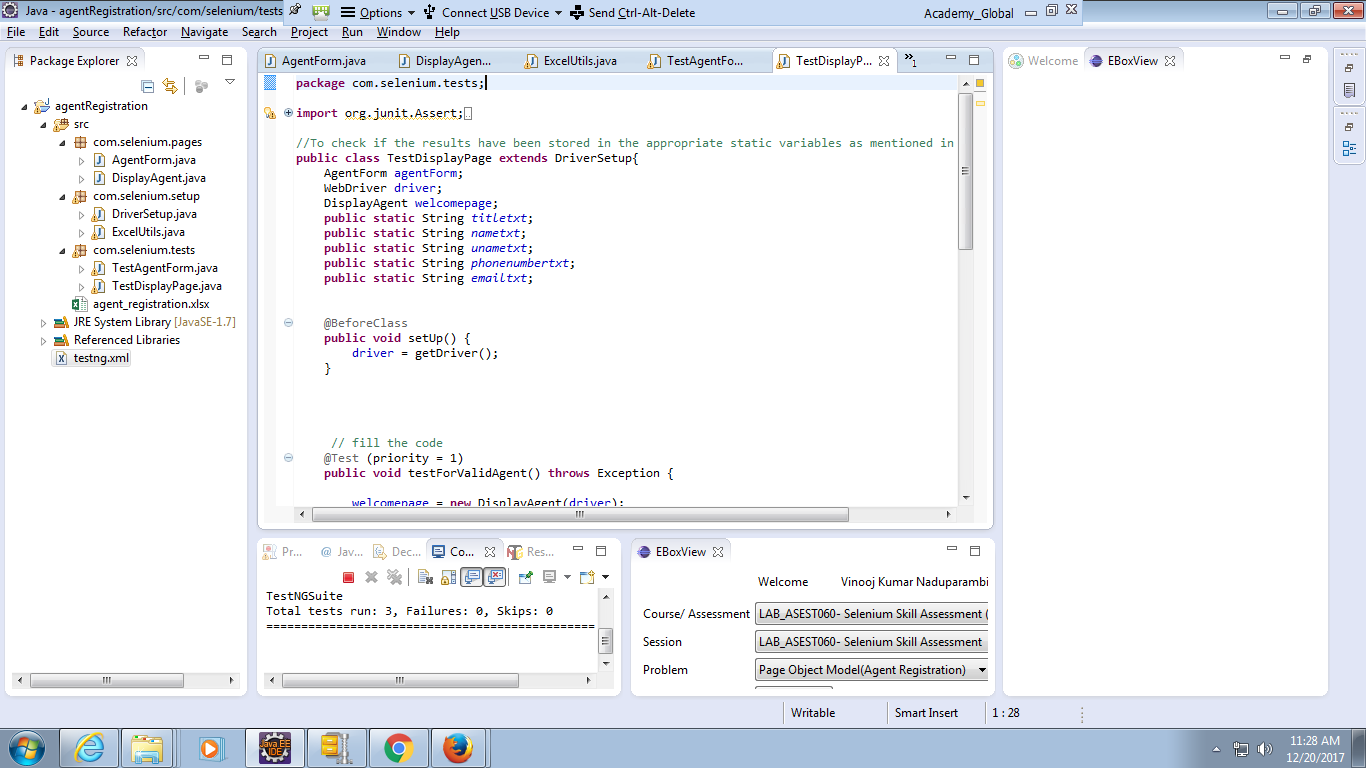 Java - agentRegistration/src/com/selenium/tests
Options
Connect USB Device
Send Ctrl-Alt-Delete
Academy_Global
File Edit Source Refactor Navigate Search Project Run Window Help
Package Explorer
agentRegistration
src
com.selenium.pages
AgentForm.java
DisplayAgent.java
com.selenium.setup
DriverSetup.java
ExcelUtils.java
com.selenium.tests
TestAgentForm.java
TestDisplayPage.java
agent_registration.xlsx
JRE System Library [JavaSE-1.7]
Referenced Libraries
testng.xml
AgentForm.java DisplayAgen... ExcelUtils.java TestAgentFo... TestDisplayP... »1
package com.selenium.tests;
import org.junit.Assert;
//To check if the results have been stored in the appropriate static variables as mentioned in
public class TestDisplayPage extends DriverSetup{
AgentForm agentForm;
WebDriver driver;
DisplayAgent welcomepage;
public static String titletxt;
public static String nametxt;
public static String unametxt;
public static String phonenumbertxt;
public static String emailtxt;
@BeforeClass
public void setUp() {
driver = getDriver();
}
// fill the code
@Test (priority = 1)
public void testForValidAgent() throws Exception {
welcomepage = new DisplayAgent(driver);
Welcome EBoxView
Pr... Jav... Dec... Co... Res...
TestNGSuite
Total tests run: 3, Failures: 0, Skips: 0
===============================================
EBoxView
Welcome Vinooj Kumar Naduparambi
Course/ Assessment LAB_ASEST060- Selenium Skill Assessment (
Session LAB_ASEST060- Selenium Skill Assessment
Problem Page Object Model(Agent Registration)
Writable Smart Insert 1 : 28
Java EE
IDE
11:28 AM
12/20/2017